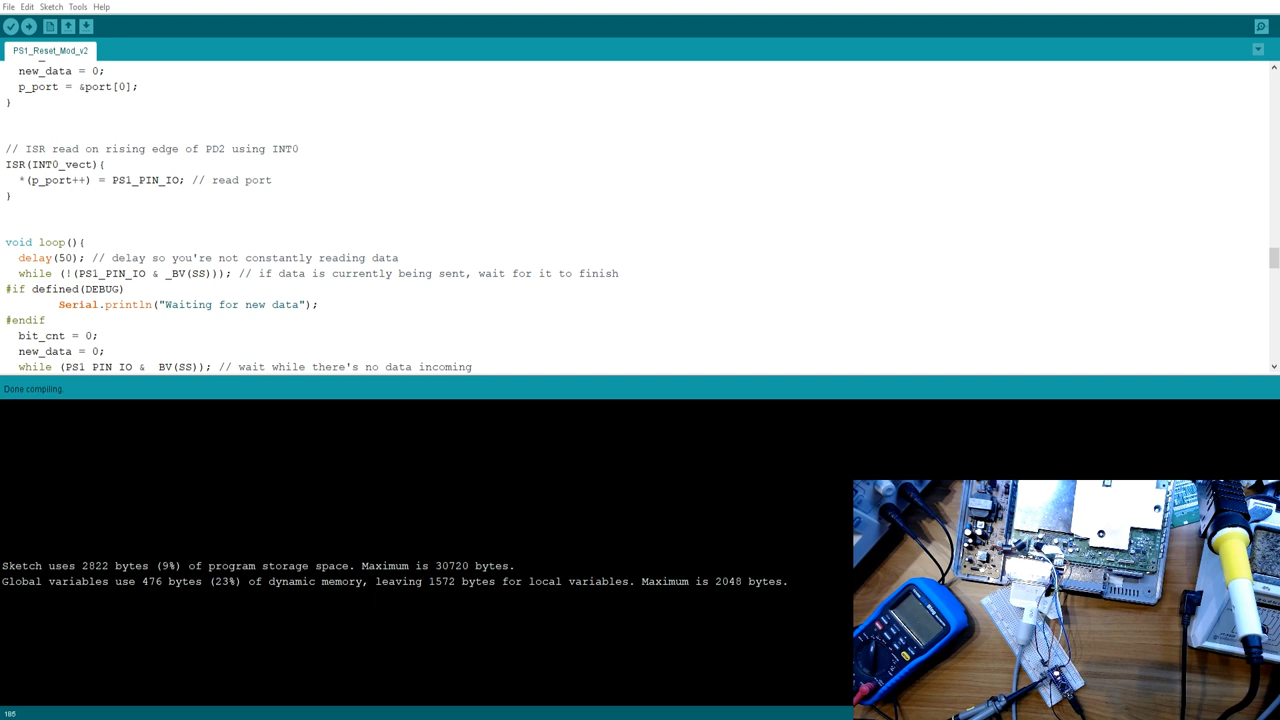 File Edit Sketch Tools Help
PS1_Reset_Mod_v2
new_data = 0;
p_port = &port[0];
}
// ISR read on rising edge of PD2 using INT0
ISR(INT0_vect){
*(p_port++) = PS1_PIN_IO; // read port
}
void loop(){
delay(50); // delay so you're not constantly reading data
while (!(PS1_PIN_IO & _BV(SS))); // if data is currently being sent, wait for it to finish
#if defined(DEBUG)
Serial.println("Waiting for new data");
#endif
bit_cnt = 0;
new_data = 0;
while (PS1_PIN_IO & _BV(SS)); // wait while there's no data incoming
Done compiling.
Sketch uses 2822 bytes (9%) of program storage space. Maximum is 30720 bytes.
Global variables use 476 bytes (23%) of dynamic memory, leaving 1572 bytes for local variables. Maximum is 2048 bytes.
185